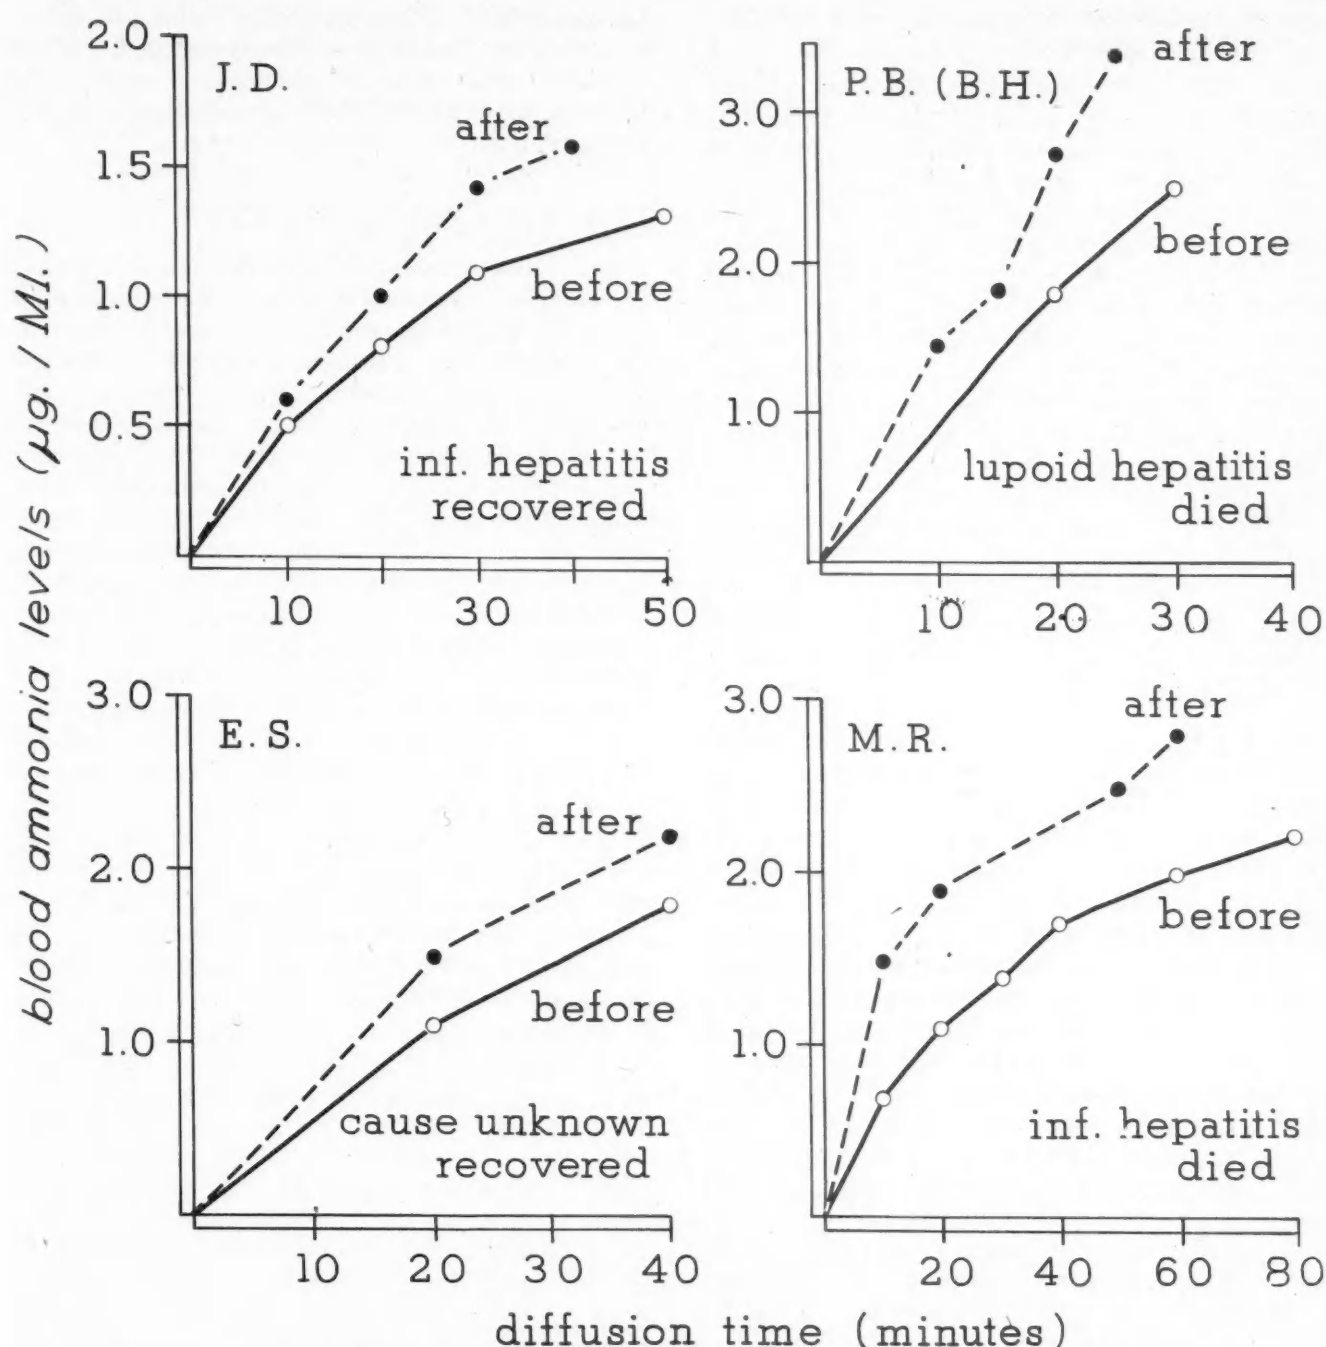 blood ammonia levels (µg. / Ml.)
J.D.
2.0
1.5
1.0
0.5
after
before
inf. hepatitis
recovered
10
30
50
P.B. (B.H.)
3.0
2.0
1.0
after
before
lupoid hepatitis
died
10 20 30 40
E.S.
3.0
2.0
1.0
after
before
cause unknown
recovered
10 20 30 40
M.R.
3.0
2.0
1.0
after
before
inf. hepatitis
died
20 40 60 80
diffusion time (minutes)